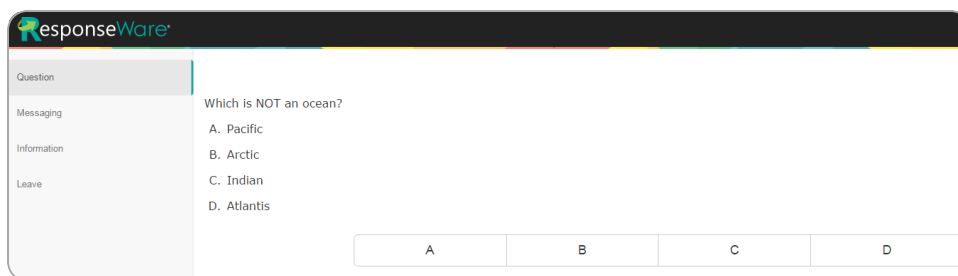 ResponseWare
Question
Messaging
Information
Leave
Which is NOT an ocean?
A. Pacific
B. Arctic
C. Indian
D. Atlantis
A B C D